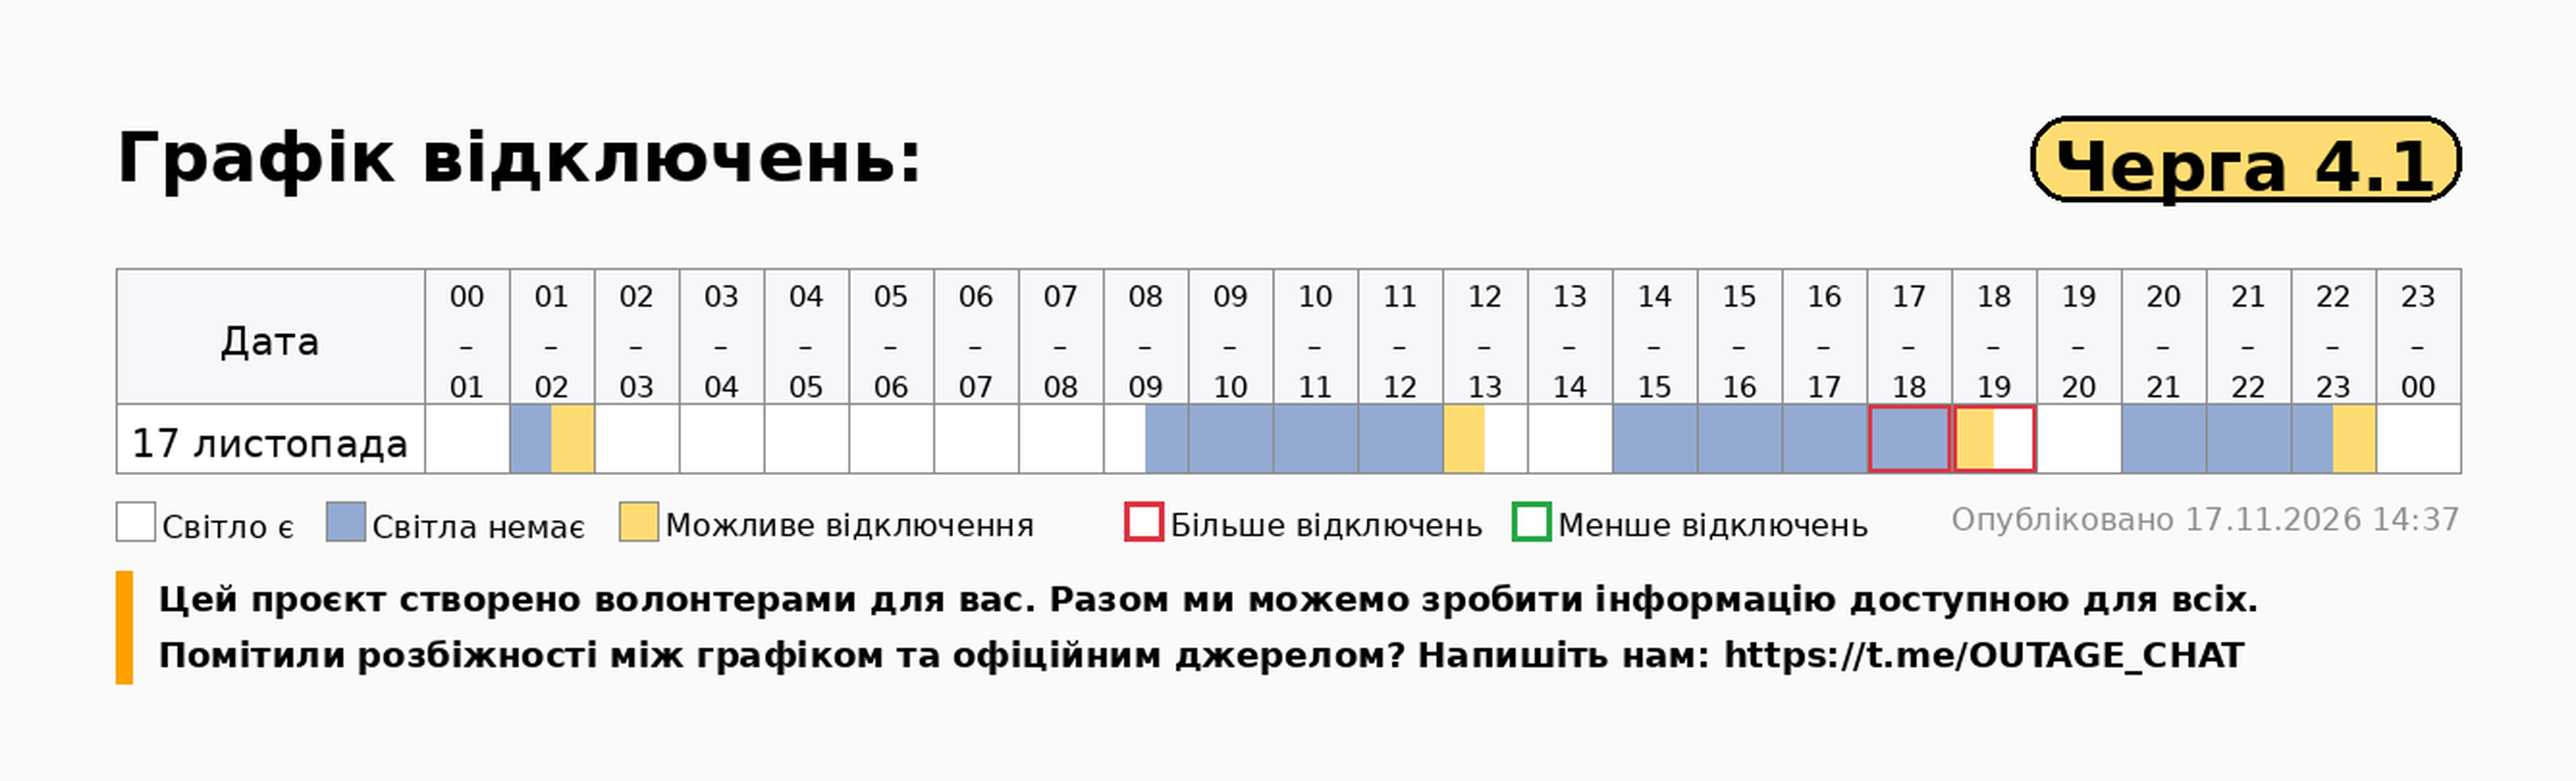 Графік відключень:
Черга 4.1
Дата
00 – 01
01 – 02
02 – 03
03 – 04
04 – 05
05 – 06
06 – 07
07 – 08
08 – 09
09 – 10
10 – 11
11 – 12
12 – 13
13 – 14
14 – 15
15 – 16
16 – 17
17 – 18
18 – 19
19 – 20
20 – 21
21 – 22
22 – 23
23 – 00
17 листопада
Світло є
Світла немає
Можливе відключення
Більше відключень
Менше відключень
Опубліковано 17.11.2026 14:37
Цей проєкт створено волонтерами для вас. Разом ми можемо зробити інформацію доступною для всіх.
Помітили розбіжності між графіком та офіційним джерелом? Напишіть нам: https://t.me/OUTAGE_CHAT